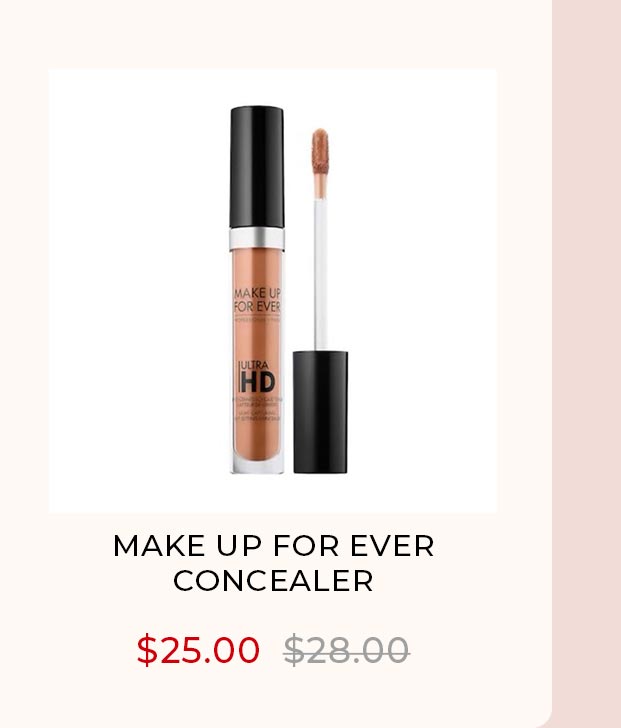 MAKE UP
FOR EVER
ULTRA
HD
MAKE UP FOR EVER
CONCEALER
$25.00 $28.00